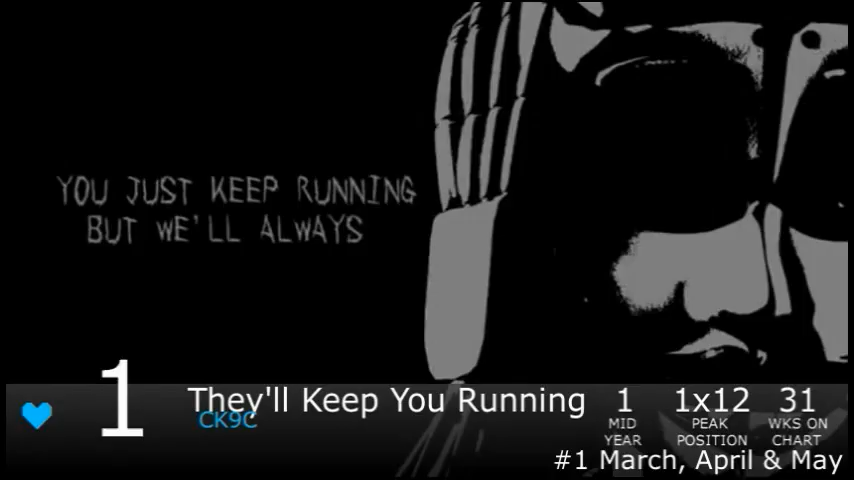 YOU JUST KEEP RUNNING
BUT WE'LL ALWAYS
1
They'll Keep You Running
CK9C
1
MID
YEAR
1x12
PEAK
POSITION
31
WKS ON
CHART
#1 March, April & May